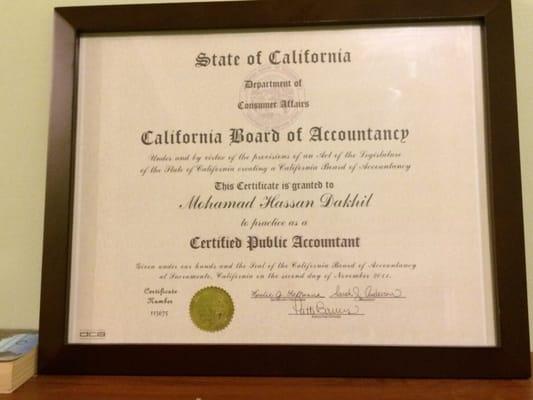 State of California
Department of
Consumer Affairs
California Board of Accountancy
Under and by virtue of the provisions of an Act of the Legislature
of the State of California creating a California Board of Accountancy
This Certificate is granted to
Mohamad Hassan Dakhil
to practice as a
Certified Public Accountant
Given under our hands and the Seal of the California Board of Accountancy
at Sacramento, California on the second day of November 2011.
Certificate
Number
113075
dca